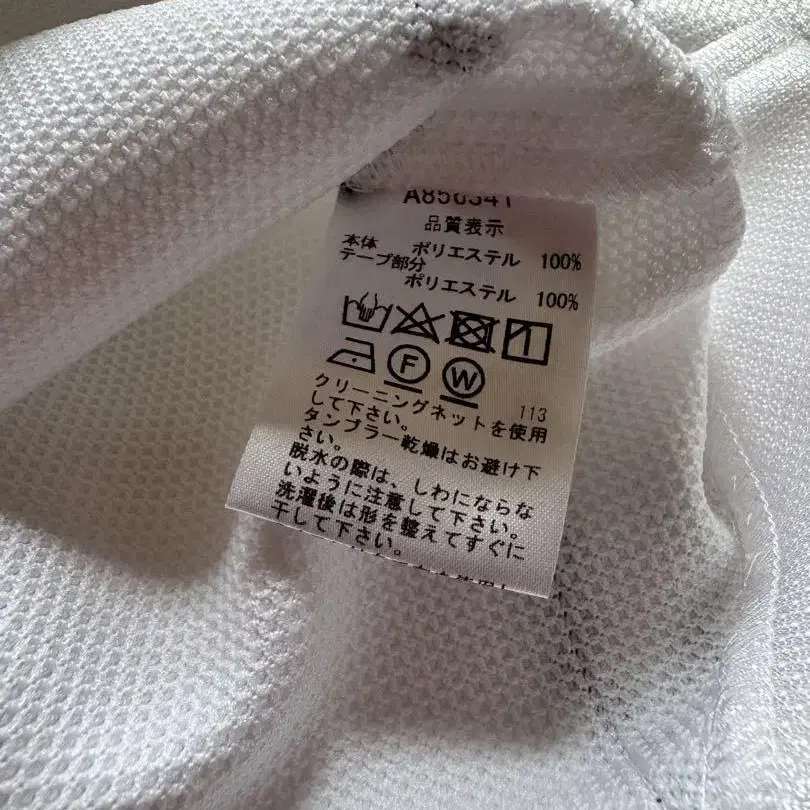 A850341
品質表示
本体 ポリエステル 100%
テープ部分
ポリエステル 100%
F W
113
クリーニングネットを使用
して下さい。
タンブラー乾燥はお避け下
さい。
脱水の際は、しわにならな
いように注意して下さい。
洗濯後は形を整えてすぐに
干して下さい。